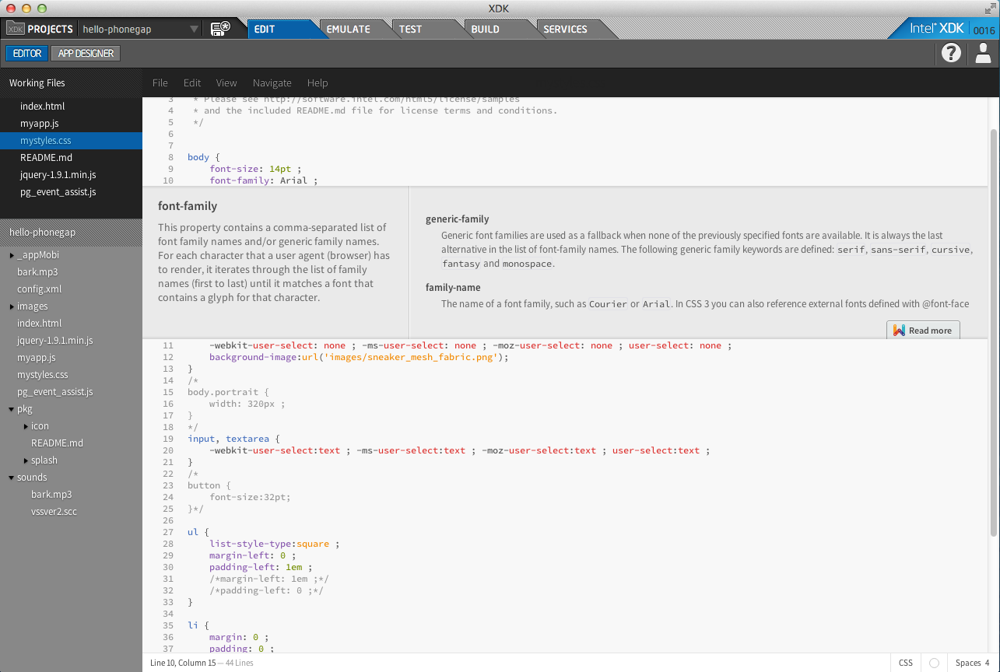 XDK
XDK PROJECTS hello-phonegap EDIT EMULATE TEST BUILD SERVICES Intel® XDK 0016
EDITOR APP DESIGNER ?
Working Files
index.html
myapp.js
mystyles.css
README.md
jquery-1.9.1.min.js
pg_event_assist.js
hello-phonegap
_appMobi
bark.mp3
config.xml
images
index.html
jquery-1.9.1.min.js
myapp.js
mystyles.css
pg_event_assist.js
pkg
icon
README.md
splash
sounds
bark.mp3
vssver2.scc
File Edit View Navigate Help
3 * Please see http://software.intel.com/html5/license/samples
4 * and the included README.md file for license terms and conditions.
5 */
6
7
8 body {
9 font-size: 14pt ;
10 font-family: Arial ;
font-family
This property contains a comma-separated list of
font family names and/or generic family names.
For each character that a user agent (browser) has
to render, it iterates through the list of family
names (first to last) until it matches a font that
contains a glyph for that character.
generic-family
Generic font families are used as a fallback when none of the previously specified fonts are available. It is always the last
alternative in the list of font-family names. The following generic family keywords are defined: serif, sans-serif, cursive,
fantasy and monospace.
family-name
The name of a font family, such as Courier or Arial. In CSS 3 you can also reference external fonts defined with @font-face
Read more
11 -webkit-user-select: none ; -ms-user-select: none ; -moz-user-select: none ; user-select: none ;
12 background-image:url('images/sneaker_mesh_fabric.png');
13 }
14 /*
15 body.portrait {
16 width: 320px ;
17 }
18 */
19 input, textarea {
20 -webkit-user-select:text ; -ms-user-select:text ; -moz-user-select:text ; user-select:text ;
21 }
22 /*
23 button {
24 font-size:32pt;
25 }*/
26
27 ul {
28 list-style-type:square ;
29 margin-left: 0 ;
30 padding-left: 1em ;
31 /*margin-left: 1em ;*/
32 /*padding-left: 0 ;*/
33 }
34
35 li {
36 margin: 0 ;
37 padding: 0 ;
Line 10, Column 15 — 44 Lines CSS Spaces 4